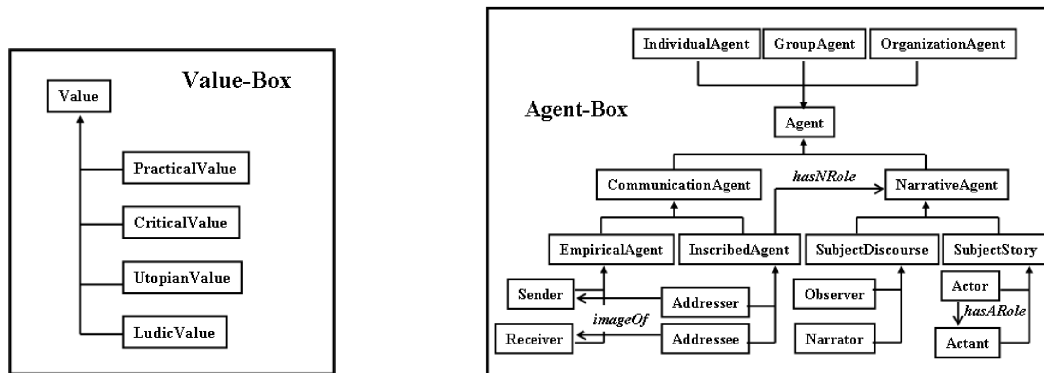 Value-Box
Value
PracticalValue
CriticalValue
UtopianValue
LudicValue
IndividualAgent GroupAgent OrganizationAgent
Agent-Box
Agent
hasNRole
CommunicationAgent NarrativeAgent
EmpiricalAgent InscribedAgent SubjectDiscourse SubjectStory
Sender Addresser Observer Actor
imageOf hasARole
Receiver Addressee Narrator Actant